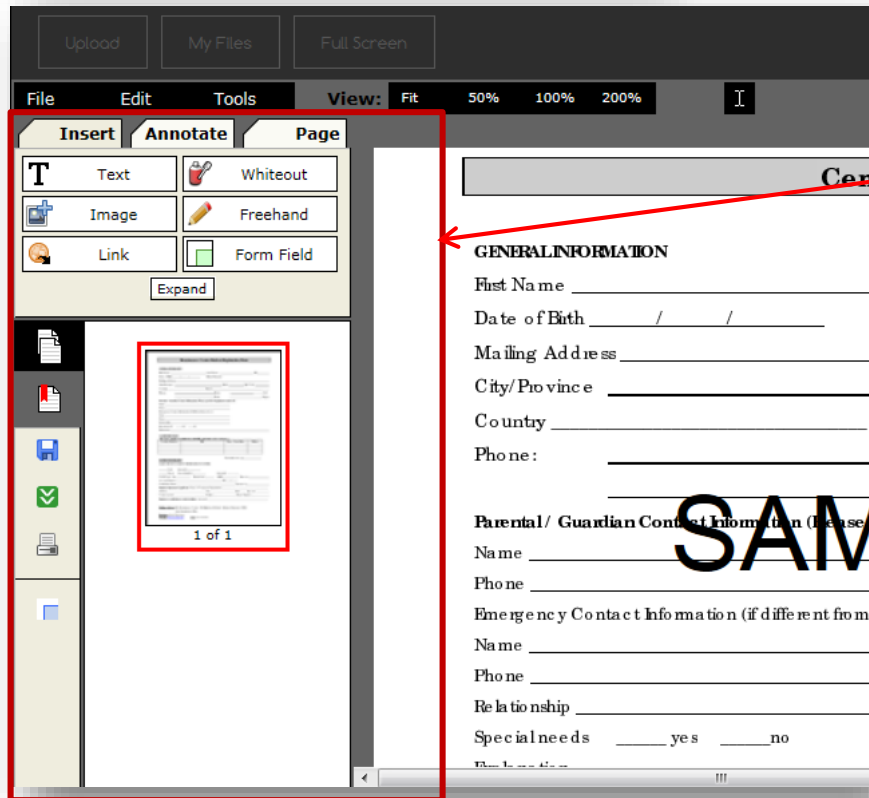 Upload My Files Full Screen
File Edit Tools View: Fit 50% 100% 200%
Insert Annotate Page
T Text Whiteout
Image Freehand
Link Form Field
Expand
1 of 1
Cen
GENERAL INFORMATION
First Name
Date of Birth / /
Mailing Address
City/Province
Country
Phone:
SAM
Parental / Guardian Contact Information (Please
Name
Phone
Emergency Contact Information (if different from
Name
Phone
Relationship
Special needs ______ yes ______no